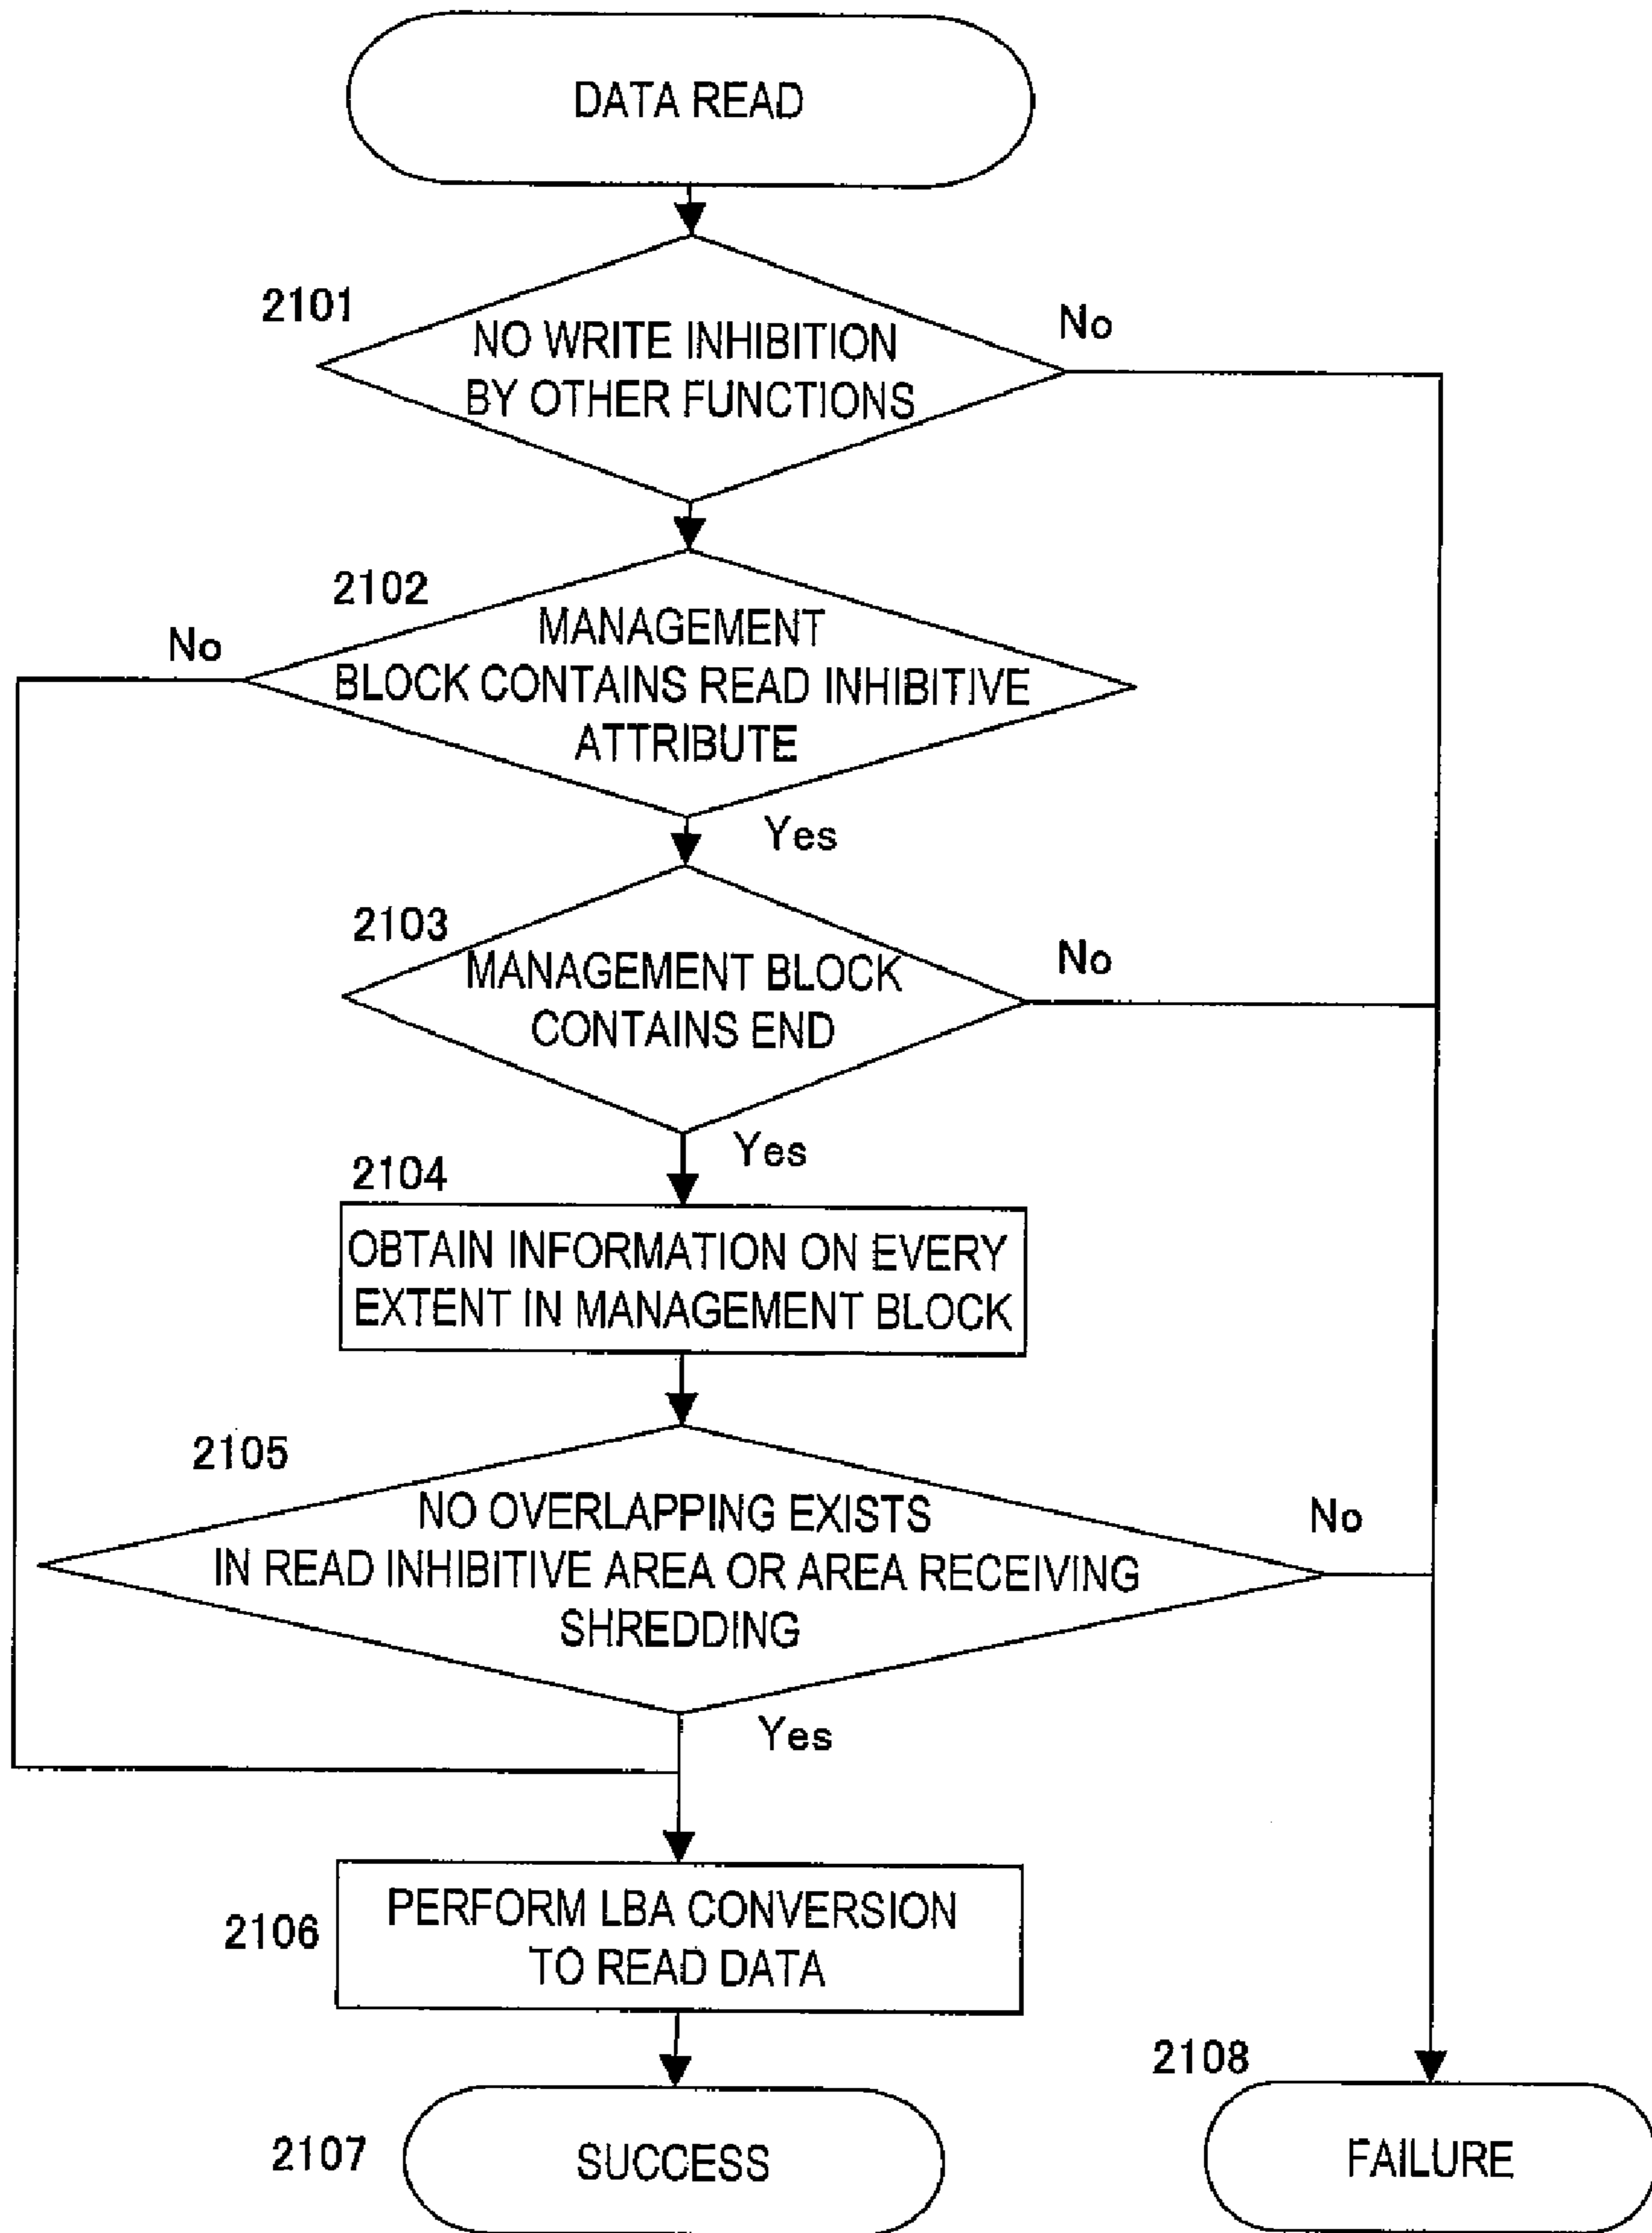 DATA READ
2101
No
NO WRITE INHIBITION
BY OTHER FUNCTIONS
2102
No
MANAGEMENT
BLOCK CONTAINS READ INHIBITIVE
ATTRIBUTE
Yes
2103
No
MANAGEMENT BLOCK
CONTAINS END
Yes
2104
OBTAIN INFORMATION ON EVERY
EXTENT IN MANAGEMENT BLOCK
2105
No
NO OVERLAPPING EXISTS
IN READ INHIBITIVE AREA OR AREA RECEIVING
SHREDDING
Yes
2106
PERFORM LBA CONVERSION
TO READ DATA
2107
SUCCESS
2108
FAILURE